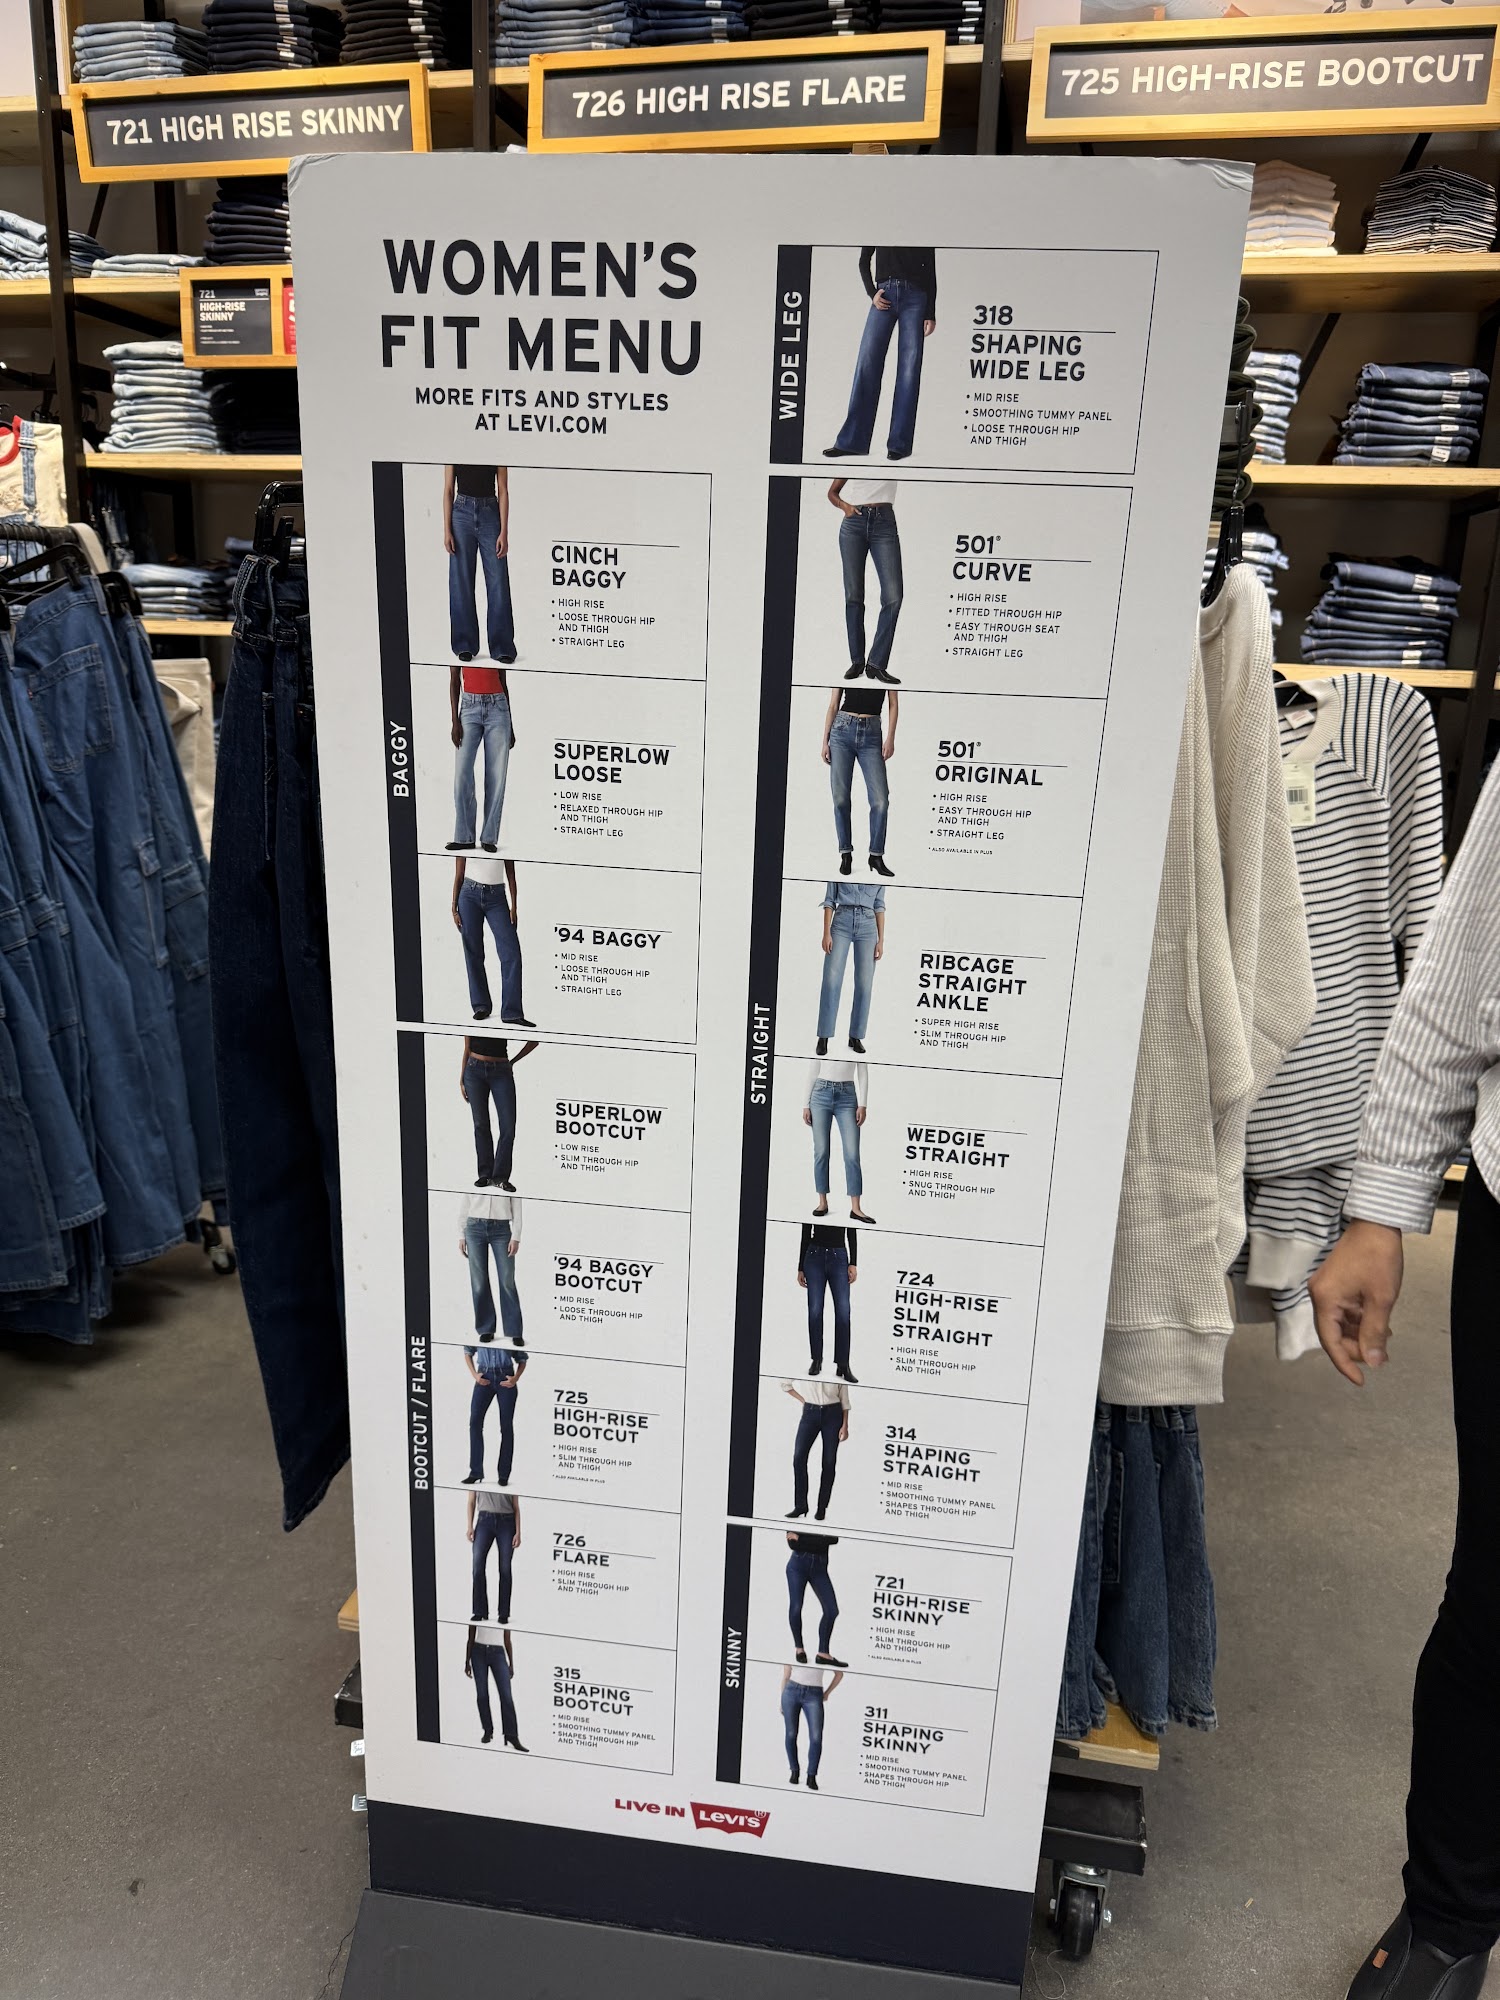 721 HIGH RISE SKINNY
726 HIGH RISE FLARE
725 HIGH-RISE BOOTCUT
721
HIGH-RISE
SKINNY
WOMEN'S
FIT MENU
MORE FITS AND STYLES
AT LEVI.COM
BAGGY
CINCH
BAGGY
• HIGH RISE
• LOOSE THROUGH HIP
AND THIGH
• STRAIGHT LEG
SUPERLOW
LOOSE
• LOW RISE
• RELAXED THROUGH HIP
AND THIGH
• STRAIGHT LEG
'94 BAGGY
• MID RISE
• LOOSE THROUGH HIP
AND THIGH
• STRAIGHT LEG
BOOTCUT / FLARE
SUPERLOW
BOOTCUT
• LOW RISE
• SLIM THROUGH HIP
AND THIGH
'94 BAGGY
BOOTCUT
• MID RISE
• LOOSE THROUGH HIP
AND THIGH
725
HIGH-RISE
BOOTCUT
• HIGH RISE
• SLIM THROUGH HIP
AND THIGH
* ALSO AVAILABLE IN PLUS
726
FLARE
• HIGH RISE
• SLIM THROUGH HIP
AND THIGH
315
SHAPING
BOOTCUT
• MID RISE
• SMOOTHING TUMMY PANEL
• SHAPES THROUGH HIP
AND THIGH
WIDE LEG
318
SHAPING
WIDE LEG
• MID RISE
• SMOOTHING TUMMY PANEL
• LOOSE THROUGH HIP
AND THIGH
STRAIGHT
501®
CURVE
• HIGH RISE
• FITTED THROUGH HIP
• EASY THROUGH SEAT
AND THIGH
• STRAIGHT LEG
501®
ORIGINAL
• HIGH RISE
• EASY THROUGH HIP
AND THIGH
• STRAIGHT LEG
* ALSO AVAILABLE IN PLUS
RIBCAGE
STRAIGHT
ANKLE
• SUPER HIGH RISE
• SLIM THROUGH HIP
AND THIGH
WEDGIE
STRAIGHT
• HIGH RISE
• SNUG THROUGH HIP
AND THIGH
724
HIGH-RISE
SLIM
STRAIGHT
• HIGH RISE
• SLIM THROUGH HIP
AND THIGH
314
SHAPING
STRAIGHT
• MID RISE
• SMOOTHING TUMMY PANEL
• SHAPES THROUGH HIP
AND THIGH
SKINNY
721
HIGH-RISE
SKINNY
• HIGH RISE
• SLIM THROUGH HIP
AND THIGH
* ALSO AVAILABLE IN PLUS
311
SHAPING
SKINNY
• MID RISE
• SMOOTHING TUMMY PANEL
• SHAPES THROUGH HIP
AND THIGH
LIVE IN LEVI'S®